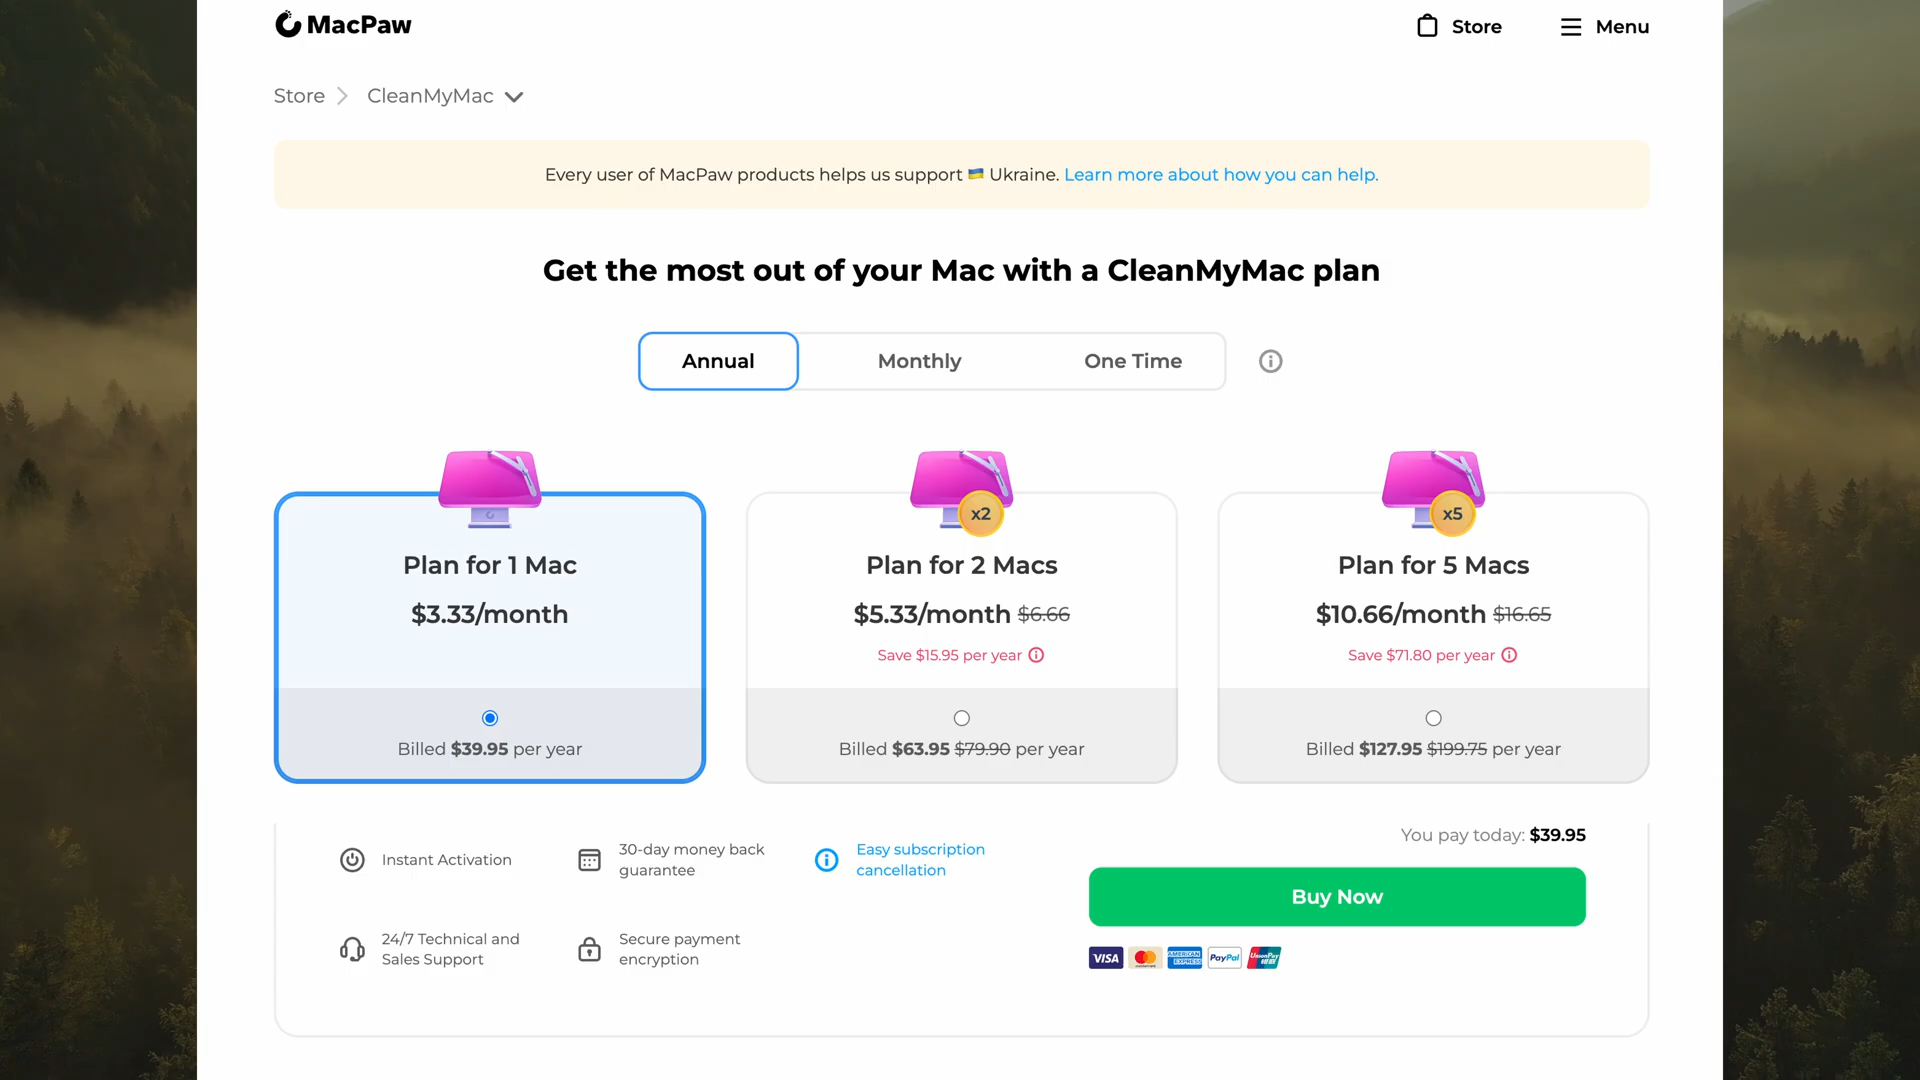 MacPaw
Store
Menu
Store
CleanMyMac
Every user of MacPaw products helps us support 🇺🇦 Ukraine. Learn more about how you can help.
Get the most out of your Mac with a CleanMyMac plan
Annual
Monthly
One Time
Plan for 1 Mac
$3.33/month
Billed $39.95 per year
x2
Plan for 2 Macs
$5.33/month $6.66
Save $15.95 per year
Billed $63.95 $79.90 per year
x5
Plan for 5 Macs
$10.66/month $16.65
Save $71.80 per year
Billed $127.95 $199.75 per year
Instant Activation
30-day money back
guarantee
Easy subscription
cancellation
24/7 Technical and
Sales Support
Secure payment
encryption
You pay today: $39.95
Buy Now
VISA
mastercard
AMERICAN
EXPRESS
PayPal
UnionPay
银联